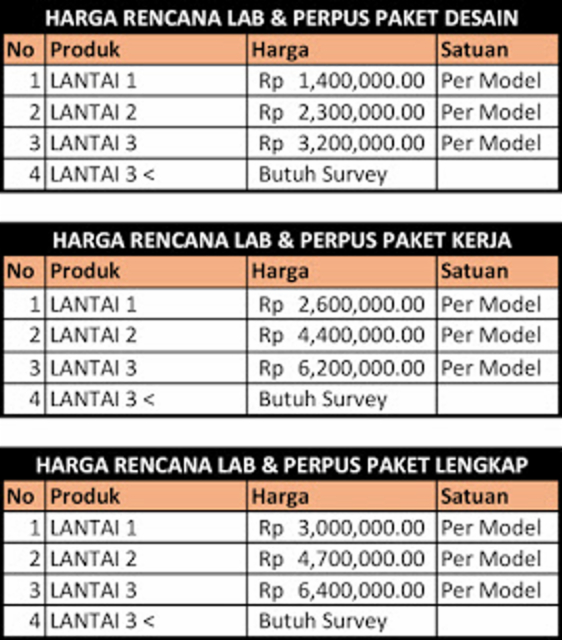 HARGA RENCANA LAB & PERPUS PAKET DESAIN
No Produk Harga Satuan
1 LANTAI 1 Rp 1,400,000.00 Per Model
2 LANTAI 2 Rp 2,300,000.00 Per Model
3 LANTAI 3 Rp 3,200,000.00 Per Model
4 LANTAI 3 < Butuh Survey
HARGA RENCANA LAB & PERPUS PAKET KERJA
No Produk Harga Satuan
1 LANTAI 1 Rp 2,600,000.00 Per Model
2 LANTAI 2 Rp 4,400,000.00 Per Model
3 LANTAI 3 Rp 6,200,000.00 Per Model
4 LANTAI 3 < Butuh Survey
HARGA RENCANA LAB & PERPUS PAKET LENGKAP
No Produk Harga Satuan
1 LANTAI 1 Rp 3,000,000.00 Per Model
2 LANTAI 2 Rp 4,700,000.00 Per Model
3 LANTAI 3 Rp 6,400,000.00 Per Model
4 LANTAI 3 < Butuh Survey